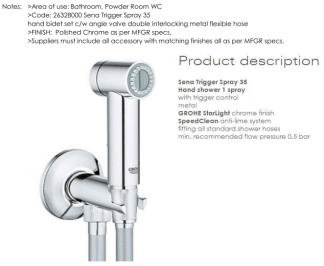 Notes: >Area of use: Bathroom, Powder Room WC
>Code: 26328000 Sena Trigger Spray 35
hand bidet set c/w angle valve double interlocking metal flexible hose
>FINISH: Polished Chrome as per MFGR specs.
>Suppliers must include all accessory with matching finishes all as per MFGR specs.
Product description
Sena Trigger Spray 35
Hand shower 1 spray
with trigger control
metal
GROHE StarLight chrome finish
SpeedClean anti-lime system
fitting all standard shower hoses
min. recommended flow pressure 0,5 bar
GROHE